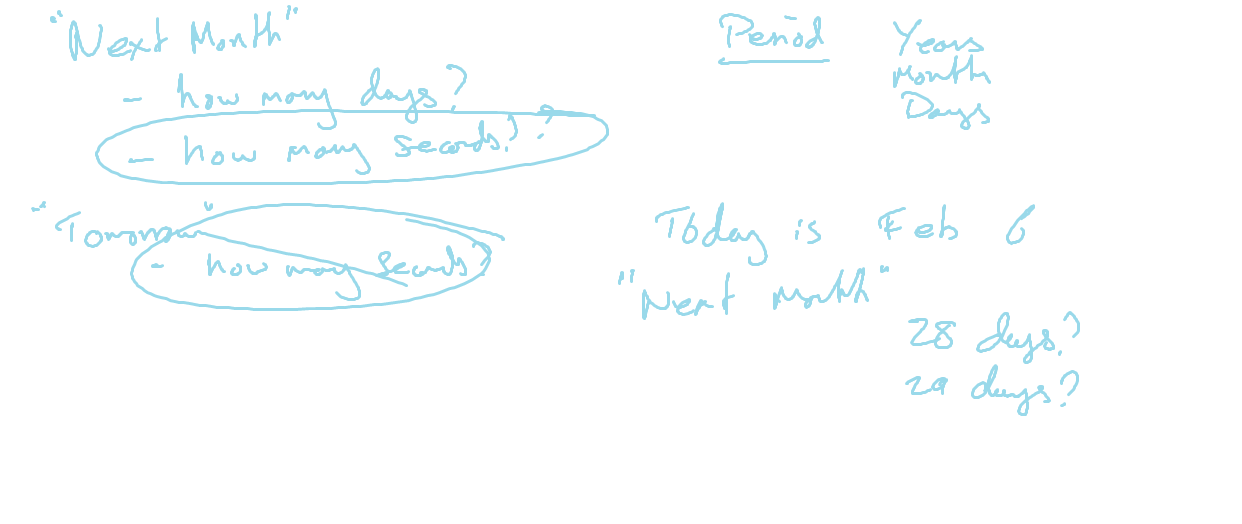 "Next Month"
- how many days?
- how many seconds? ?
"Tomorrow"
- how many seconds?
Period Years
Month
Days
Today is Feb 6
"Next month"
28 days?
29 days?